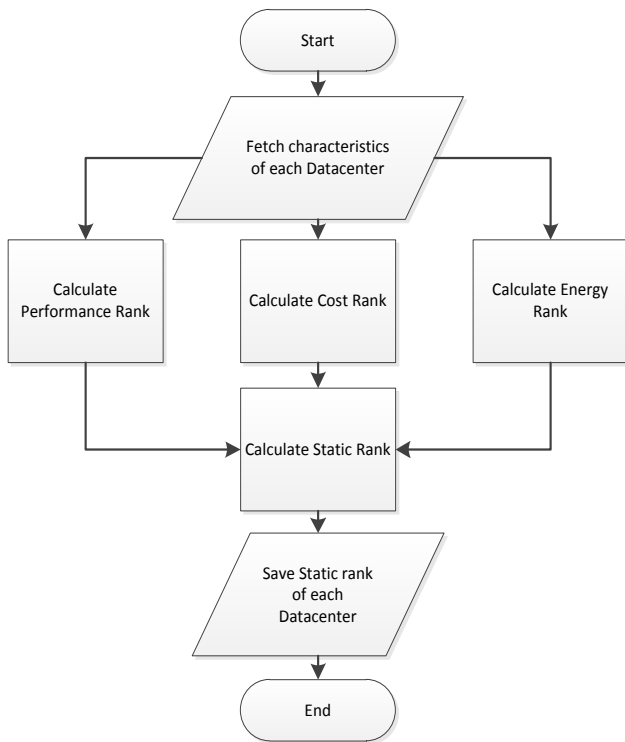 Start
Fetch characteristics
of each Datacenter
Calculate
Performance Rank
Calculate Cost Rank
Calculate Energy
Rank
Calculate Static Rank
Save Static rank
of each
Datacenter
End